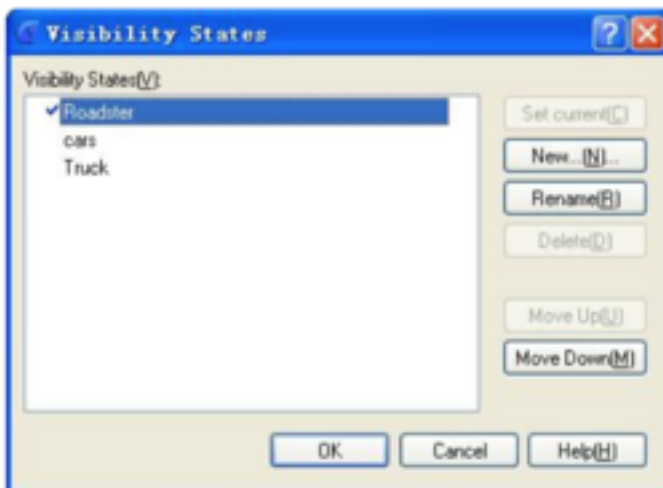 Visibility States
Visibility States(V):
Roadster
cars
Truck
Set current(C)
New...(N)...
Rename(R)
Delete(D)
Move Up(U)
Move Down(M)
OK
Cancel
Help(H)